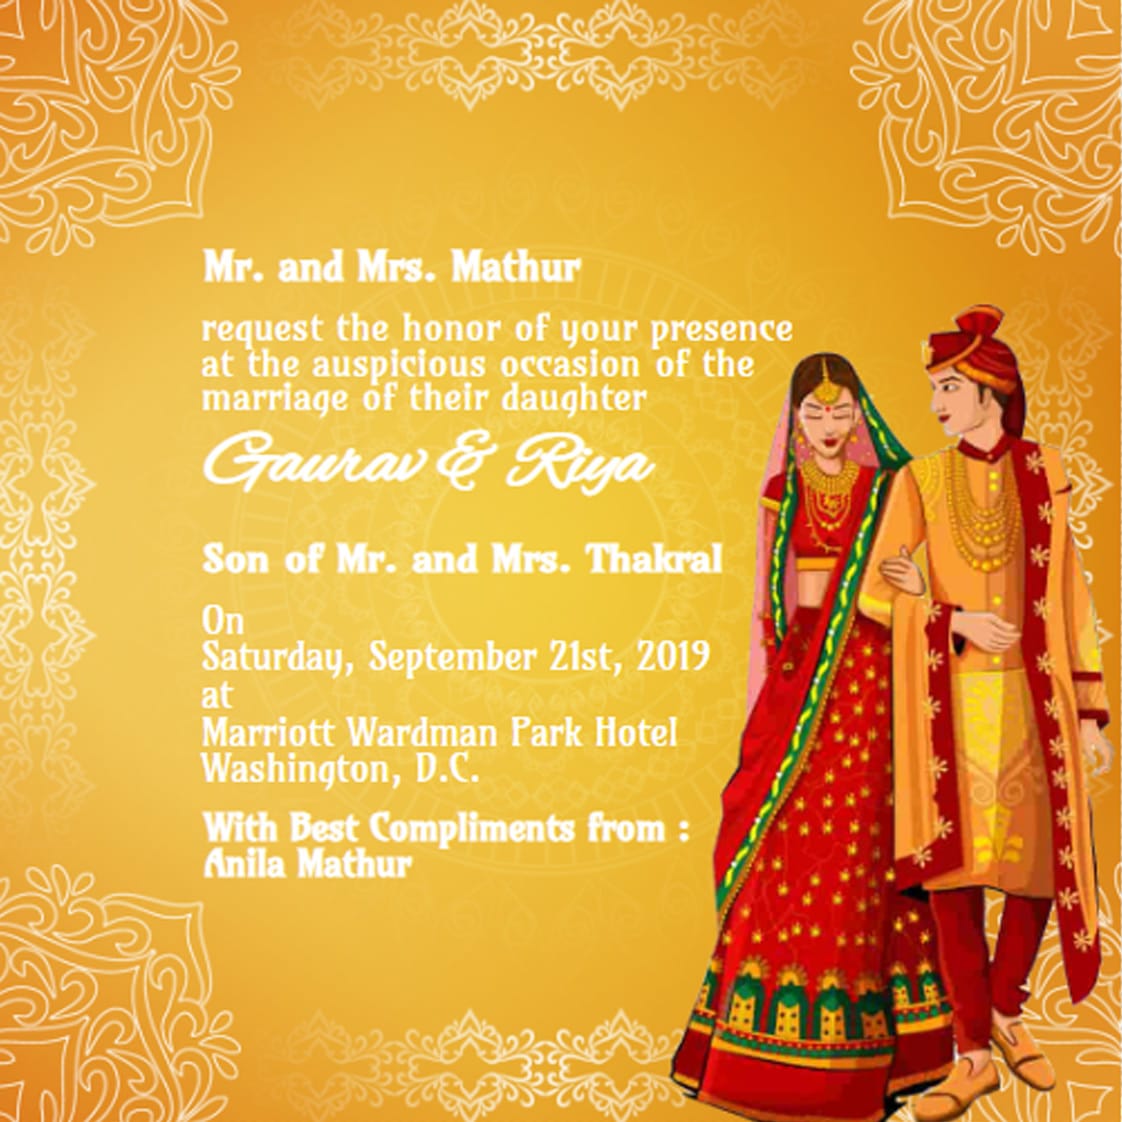 Mr. and Mrs. Mathur
request the honor of your presence
at the auspicious occasion of the
marriage of their daughter
Gaurav & Riya
Son of Mr. and Mrs. Thakral
On
Saturday, September 21st, 2019
at
Marriott Wardman Park Hotel
Washington, D.C.
With Best Compliments from :
Anila Mathur